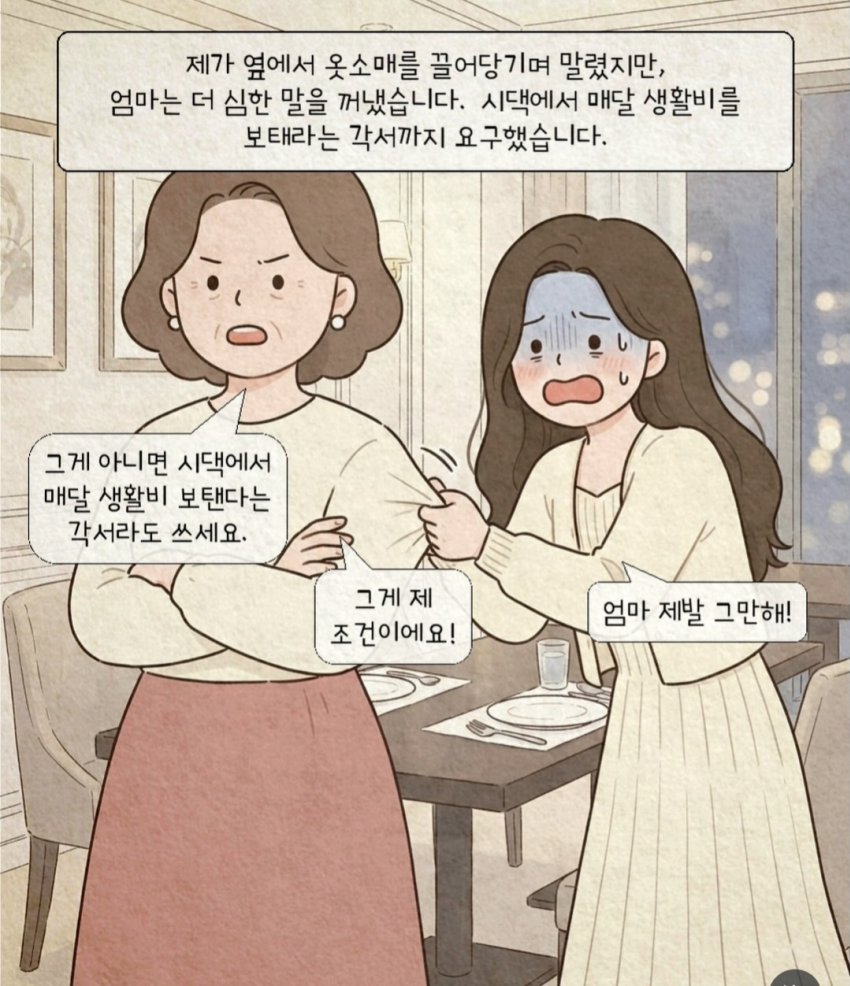 제가 옆에서 옷소매를 끌어당기며 말렸지만,
엄마는 더 심한 말을 꺼냈습니다. 시댁에서 매달 생활비를
보태라는 각서까지 요구했습니다.
그게 아니면 시댁에서
매달 생활비 보탠다는
각서라도 쓰세요.
그게 제
조건이에요!
엄마 제발 그만해!